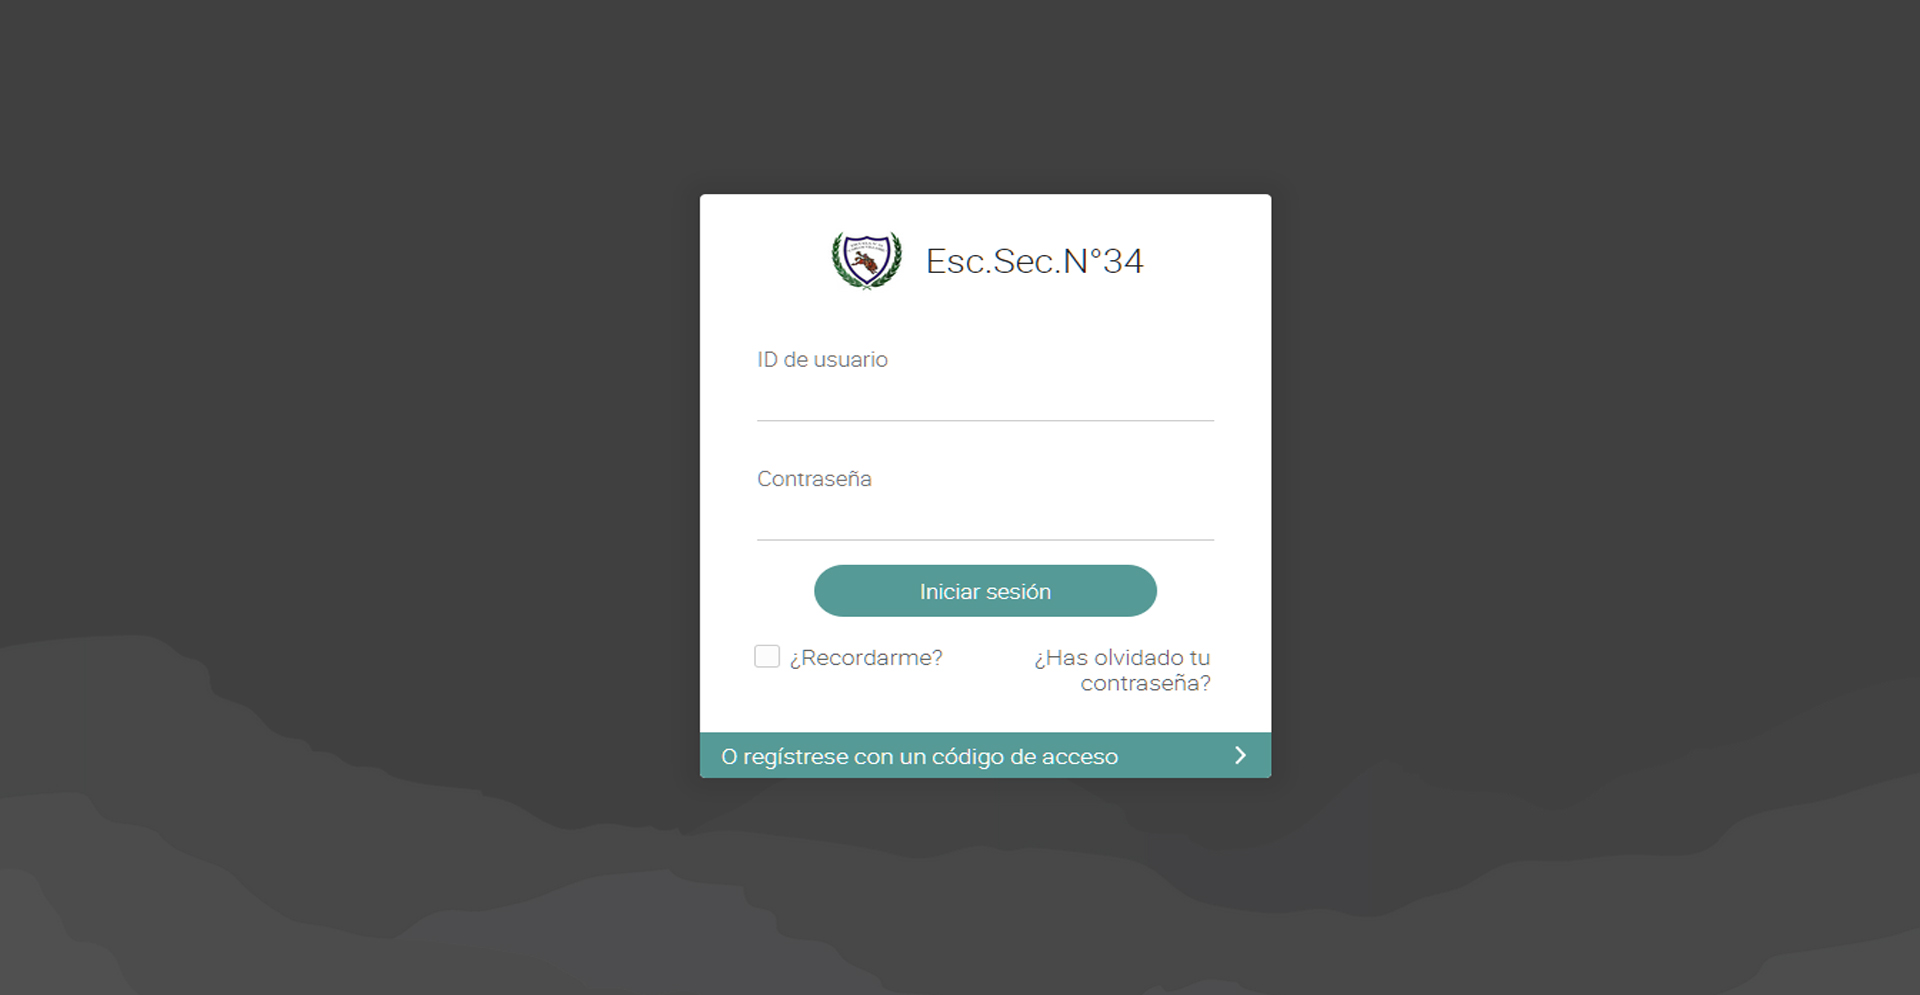 Esc.Sec.N°34
ID de usuario
Contraseña
Iniciar sesión
¿Recordarme?
¿Has olvidado tu
contraseña?
O regístrese con un código de acceso